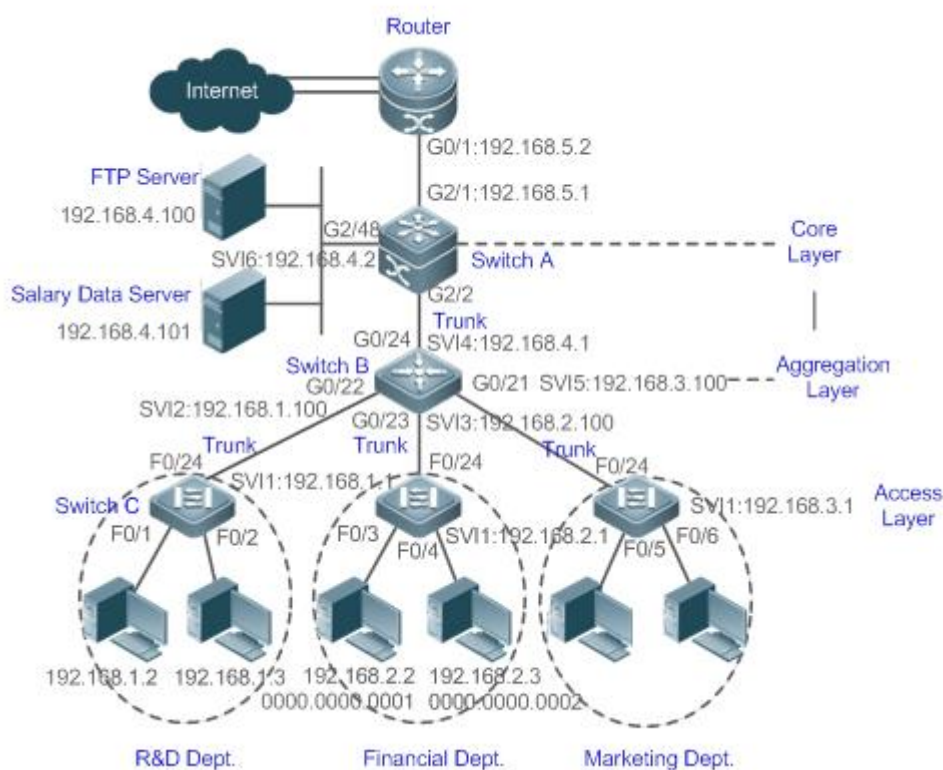 Router
Internet
G0/1:192.168.5.2
FTP Server
G2/1:192.168.5.1
192.168.4.100
G2/48
Core
Layer
SVI6:192.168.4.2
Switch A
Salary Data Server
G2/2
192.168.4.101
Trunk
G0/24
SVI4:192.168.4.1
Switch B
Aggregation
Layer
G0/22
G0/21
SVI5:192.168.3.100
SVI2:192.168.1.100
G0/23
SVI3:192.168.2.100
Trunk
Trunk
Trunk
F0/24
F0/24
F0/24
SVI1:192.168.1.1
Switch C
SVI1:192.168.3.1
Access
Layer
F0/1
F0/2
F0/3
F0/4
SVI1:192.168.2.1
F0/5
F0/6
192.168.1.2
192.168.1.3
192.168.2.2
0000.0000.0001
192.168.2.3
0000.0000.0002
R&D Dept.
Financial Dept.
Marketing Dept.